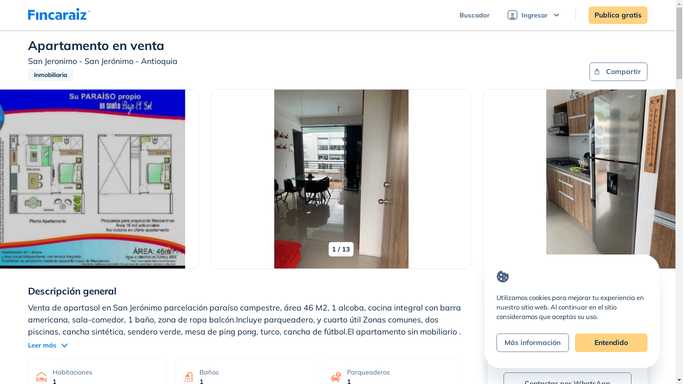 Fincaraiz
Buscador
Ingresar
Publica gratis
Apartamento en venta
San Jeronimo - San Jerónimo - Antioquia
Inmobiliaria
Compartir
Su PARAÍSO propio
Planta Apartamento
ÁREA: 46m²
1 / 13
Descripción general
Venta de apartasol en San Jerónimo parcelación paraíso campestre, área 46 M2, 1 alcoba, cocina integral con barra
americana, sala-comedor, 1 baño, zona de ropa balcón.Incluye parqueadero, y cuarto útil Zonas comunes, dos
piscinas, cancha sintética, sendero verde, mesa de ping pong, turco, cancha de fútbol.El apartamento sin mobiliario .
Leer más
Habitaciones
1
Baños
1
Parqueaderos
1
Utilizamos cookies para mejorar tu experiencia en
nuestro sitio web. Al continuar en el sitio
consideramos que aceptas su uso.
Más información
Entendido
Contactar por WhatsApp